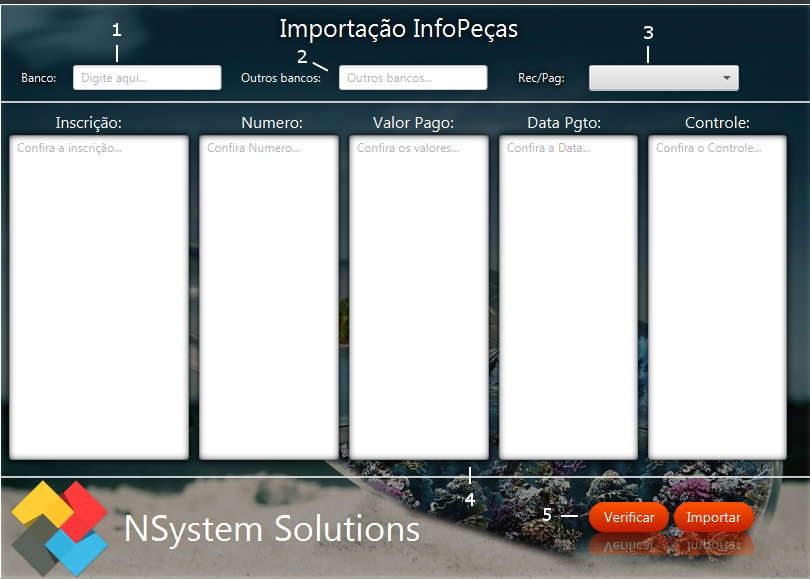 Importação InfoPeças
1
2
3
Banco:
Digite aqui...
Outros bancos:
Outros bancos...
Rec/Pag:
Inscrição:
Numero:
Valor Pago:
Data Pgto:
Controle:
Confira a inscrição...
Confira Numero...
Confira os valores...
Confira a Data...
Confira o Controle...
4
5
Verificar
Importar
NSystem Solutions